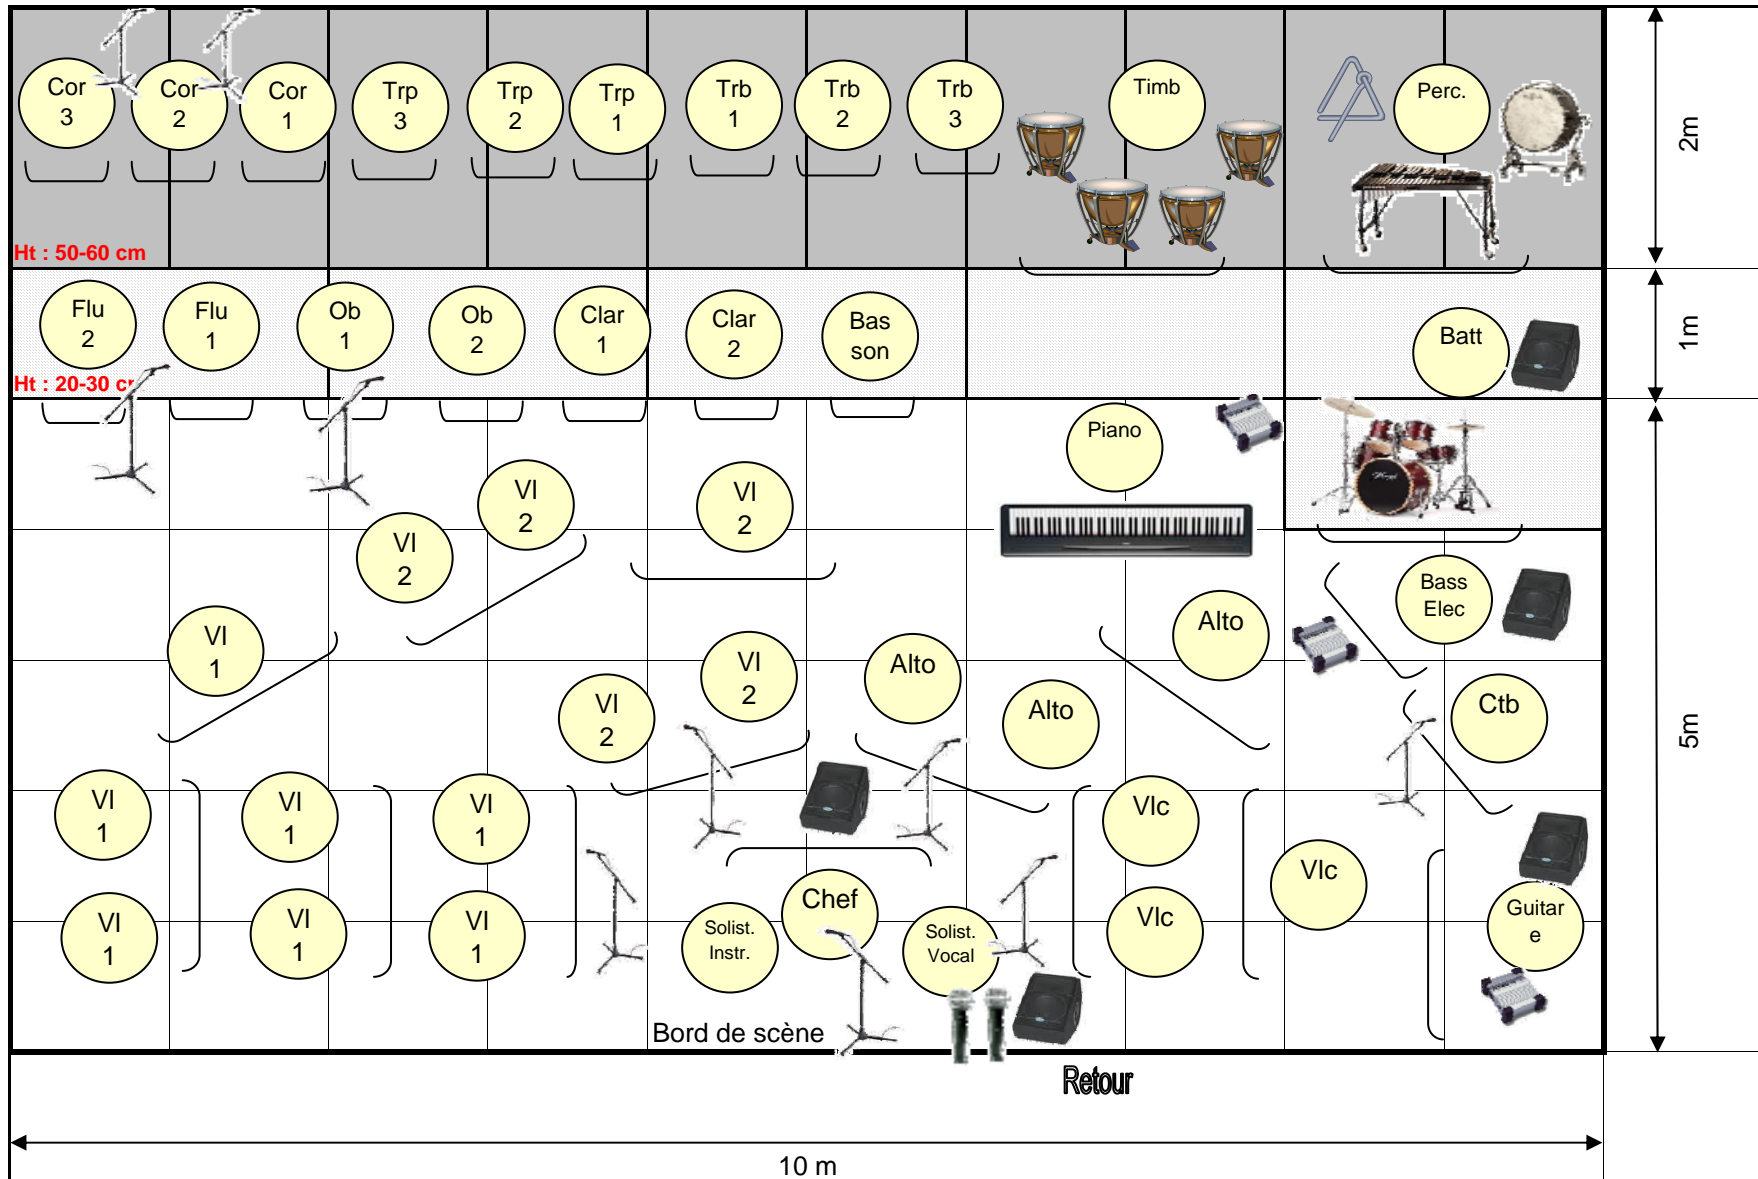 Cor
3
Cor
2
Cor
1
Trp
3
Trp
2
Trp
1
Trb
1
Trb
2
Trb
3
Timb
Perc.
2m
Ht : 50-60 cm
Flu
2
Flu
1
Ob
1
Ob
2
Clar
1
Clar
2
Bas
son
Batt
1m
Ht : 20-30 cm
Piano
Vl
2
Vl
2
Vl
2
Bass
Elec
Vl
1
Alto
Vl
2
Vl
2
Alto
Alto
Ctb
5m
Vl
1
Vl
1
Vl
1
Vlc
Vlc
Chef
Vl
1
Vl
1
Vl
1
Solist.
Instr.
Solist.
Vocal
Vlc
Guitar
e
Bord de scène
Retour
10 m